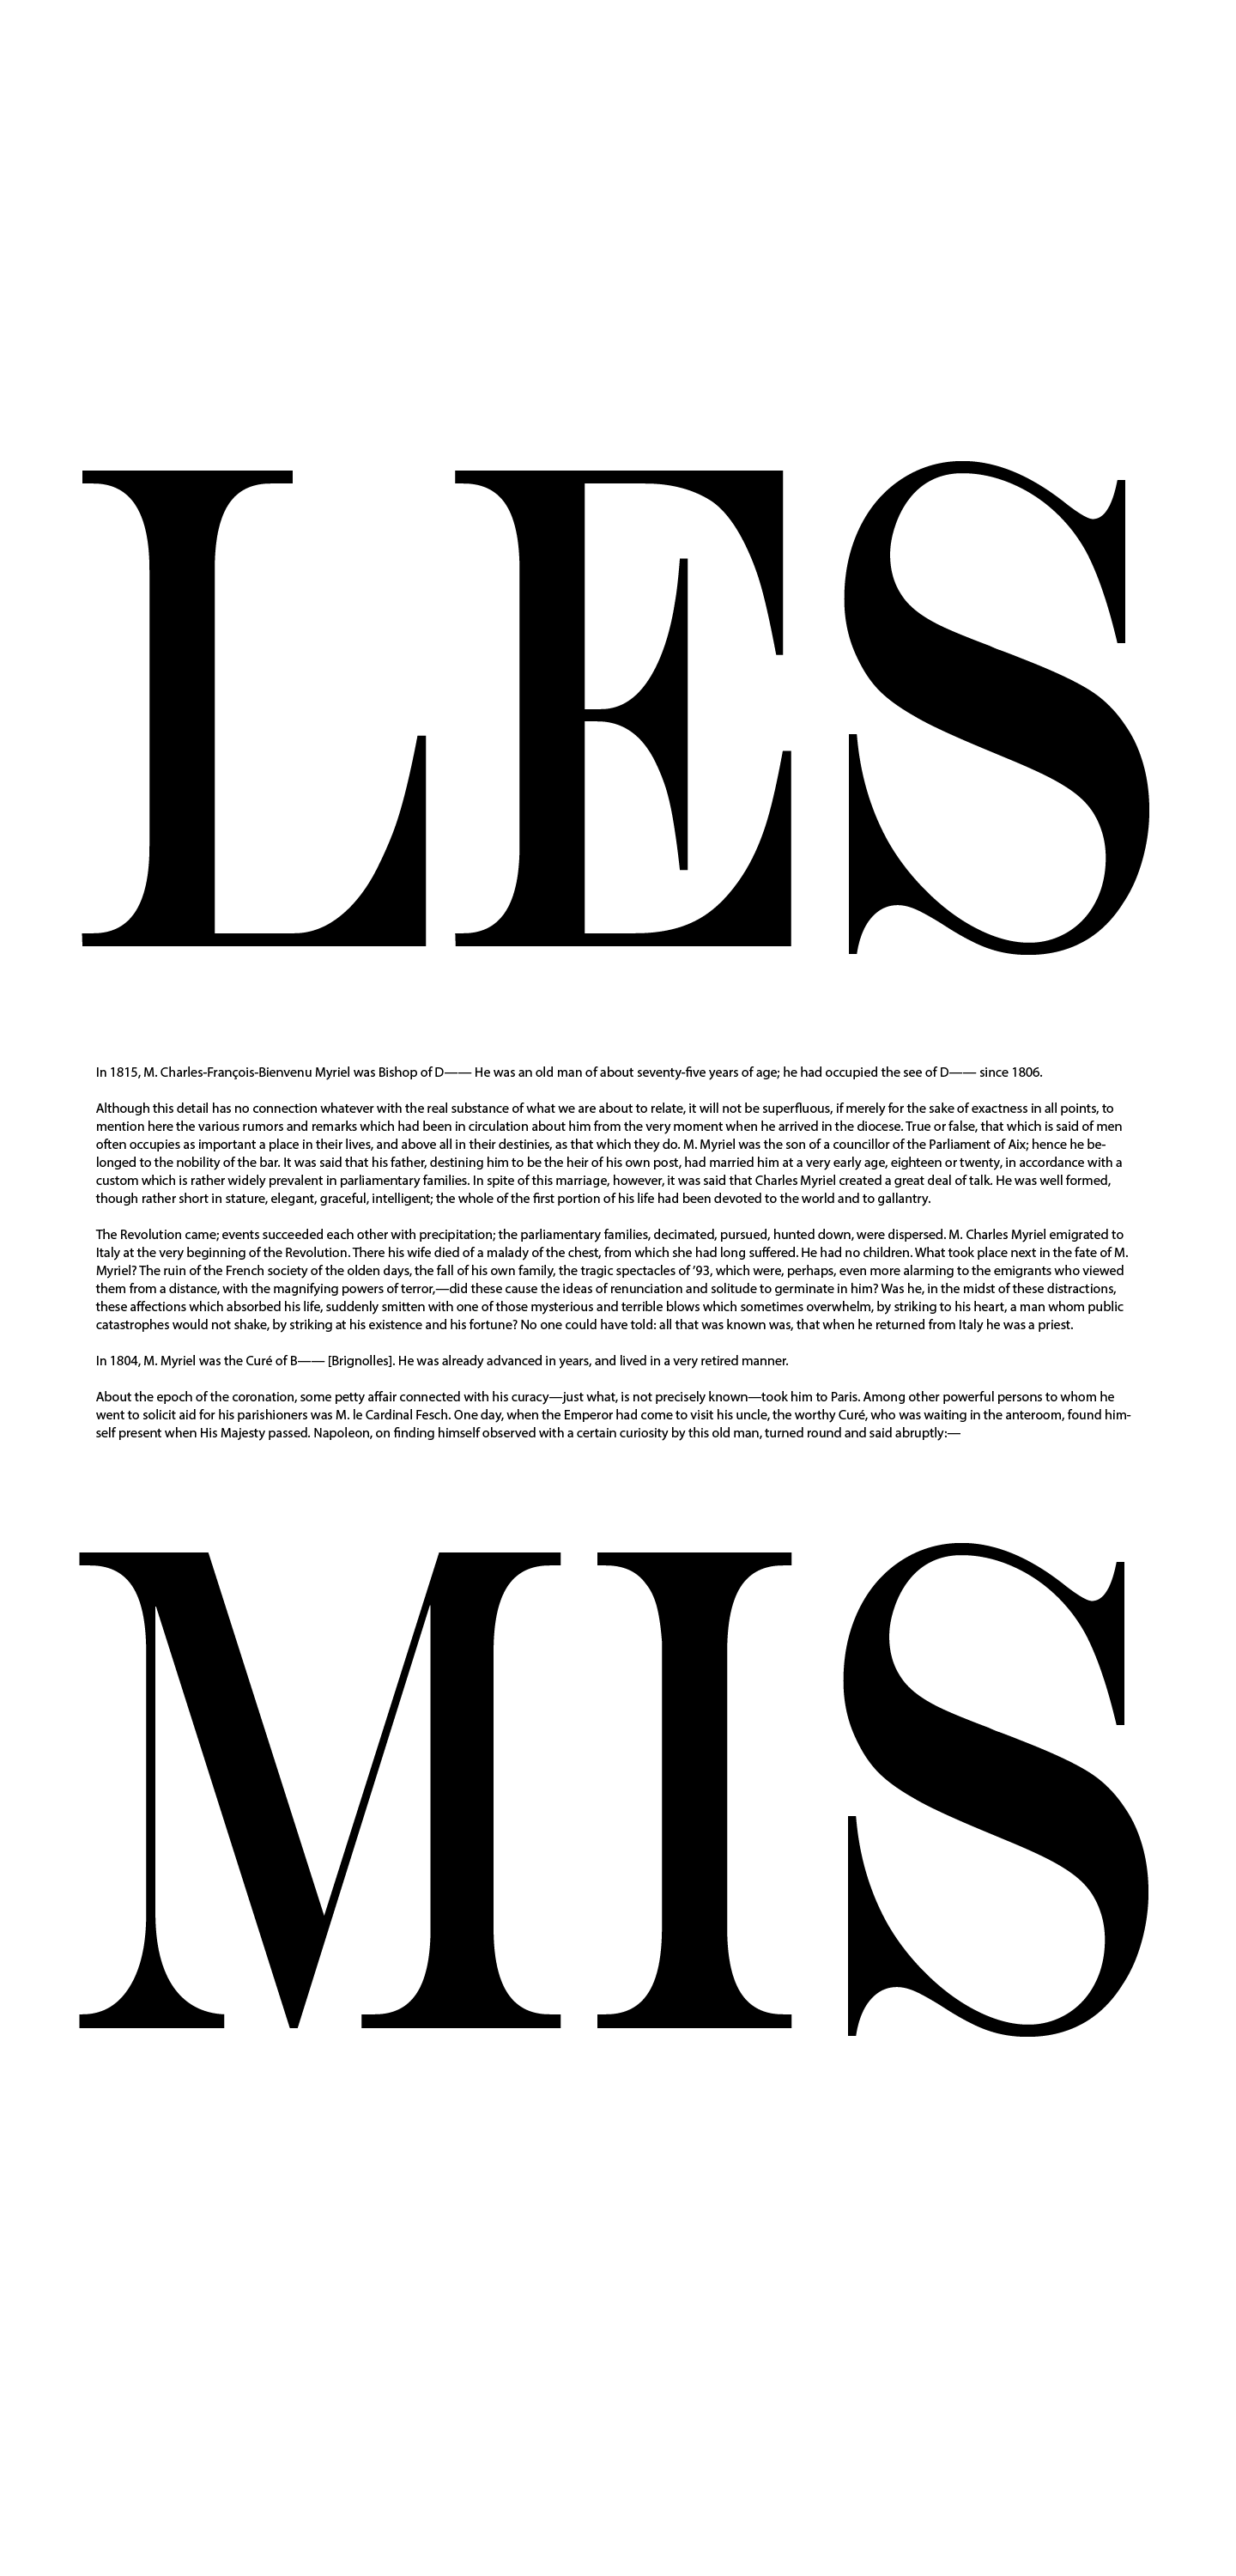 LES
In 1815, M. Charles-François-Bienvenu Myriel was Bishop of D—— He was an old man of about seventy-five years of age; he had occupied the see of D—— since 1806.
Although this detail has no connection whatever with the real substance of what we are about to relate, it will not be superfluous, if merely for the sake of exactness in all points, to
mention here the various rumors and remarks which had been in circulation about him from the very moment when he arrived in the diocese. True or false, that which is said of men
often occupies as important a place in their lives, and above all in their destinies, as that which they do. M. Myriel was the son of a councillor of the Parliament of Aix; hence he be-
longed to the nobility of the bar. It was said that his father, destining him to be the heir of his own post, had married him at a very early age, eighteen or twenty, in accordance with a
custom which is rather widely prevalent in parliamentary families. In spite of this marriage, however, it was said that Charles Myriel created a great deal of talk. He was well formed,
though rather short in stature, elegant, graceful, intelligent; the whole of the first portion of his life had been devoted to the world and to gallantry.
The Revolution came; events succeeded each other with precipitation; the parliamentary families, decimated, pursued, hunted down, were dispersed. M. Charles Myriel emigrated to
Italy at the very beginning of the Revolution. There his wife died of a malady of the chest, from which she had long suffered. He had no children. What took place next in the fate of M.
Myriel? The ruin of the French society of the olden days, the fall of his own family, the tragic spectacles of '93, which were, perhaps, even more alarming to the emigrants who viewed
them from a distance, with the magnifying powers of terror,—did these cause the ideas of renunciation and solitude to germinate in him? Was he, in the midst of these distractions,
these affections which absorbed his life, suddenly smitten with one of those mysterious and terrible blows which sometimes overwhelm, by striking to his heart, a man whom public
catastrophes would not shake, by striking at his existence and his fortune? No one could have told: all that was known was, that when he returned from Italy he was a priest.
In 1804, M. Myriel was the Curé of B—— [Brignolles]. He was already advanced in years, and lived in a very retired manner.
About the epoch of the coronation, some petty affair connected with his curacy—just what, is not precisely known—took him to Paris. Among other powerful persons to whom he
went to solicit aid for his parishioners was M. le Cardinal Fesch. One day, when the Emperor had come to visit his uncle, the worthy Curé, who was waiting in the anteroom, found him-
self present when His Majesty passed. Napoleon, on finding himself observed with a certain curiosity by this old man, turned round and said abruptly:—
MIS